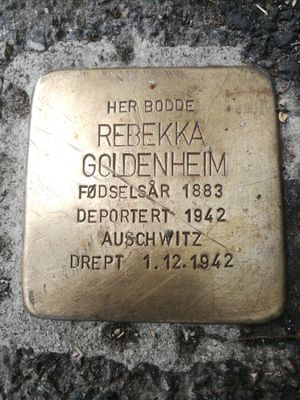 HER BODDE
REBEKKA
GOLDENHEIM
FØDSELSÅR 1883
DEPORTERT 1942
AUSCHWITZ
DREPT 1.12.1942